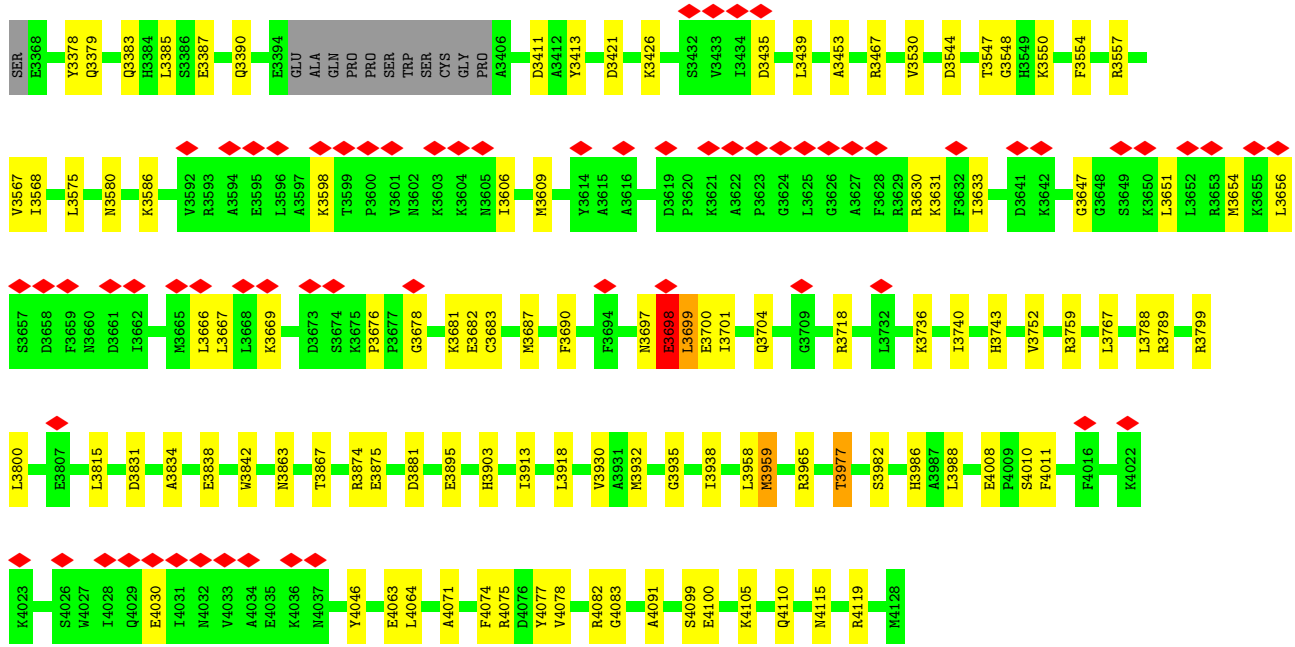 SER E3368 Y3378 Q3379 Q3383 H3384 L3385 S3386 E3387 Q3390 E3394 GLU ALA GLN PRO PRO SER TRP SER CYS GLY PRO A3406 D3411 A3412 Y3413 D3421 K3426 S3432 V3433 I3434 D3435 L3439 A3453 R3467 V3530 D3544 T3547 G3548 H3549 K3550 F3554 R3557
V3567 I3568 L3575 N3580 K3586 V3592 R3593 A3594 E3595 L3596 A3597 K3598 T3599 P3600 V3601 N3602 K3603 K3604 N3605 I3606 M3609 Y3614 A3615 A3616 D3619 P3620 K3621 A3622 P3623 G3624 L3625 G3626 A3627 F3628 R3629 R3630 K3631 F3632 I3633 D3641 K3642 G3647 G3648 S3649 K3650 L3651 L3652 R3653 M3654 K3655 L3656
S3657 D3658 F3659 N3660 D3661 I3662 M3665 L3666 L3667 L3668 K3669 D3673 S3674 K3675 P3676 P3677 G3678 K3681 E3682 C3683 M3687 F3690 F3694 N3697 E3698 L3699 E3700 I3701 Q3704 G3709 R3718 L3732 K3736 I3740 H3743 V3752 R3759 L3767 L3788 R3789 R3799
L3800 E3807 L3815 D3831 A3834 E3838 W3842 N3863 T3867 R3874 E3875 D3881 E3895 H3903 I3913 L3918 V3930 A3931 M3932 G3935 I3938 L3958 M3959 R3965 T3977 S3982 H3986 A3987 L3988 E4008 P4009 S4010 F4011 F4016 K4022
K4023 S4026 W4027 I4028 Q4029 E4030 I4031 N4032 V4033 A4034 E4035 K4036 N4037 Y4046 E4063 L4064 A4071 F4074 R4075 D4076 Y4077 V4078 R4082 G4083 A4091 S4099 E4100 K4105 Q4110 N4115 R4119 M4128